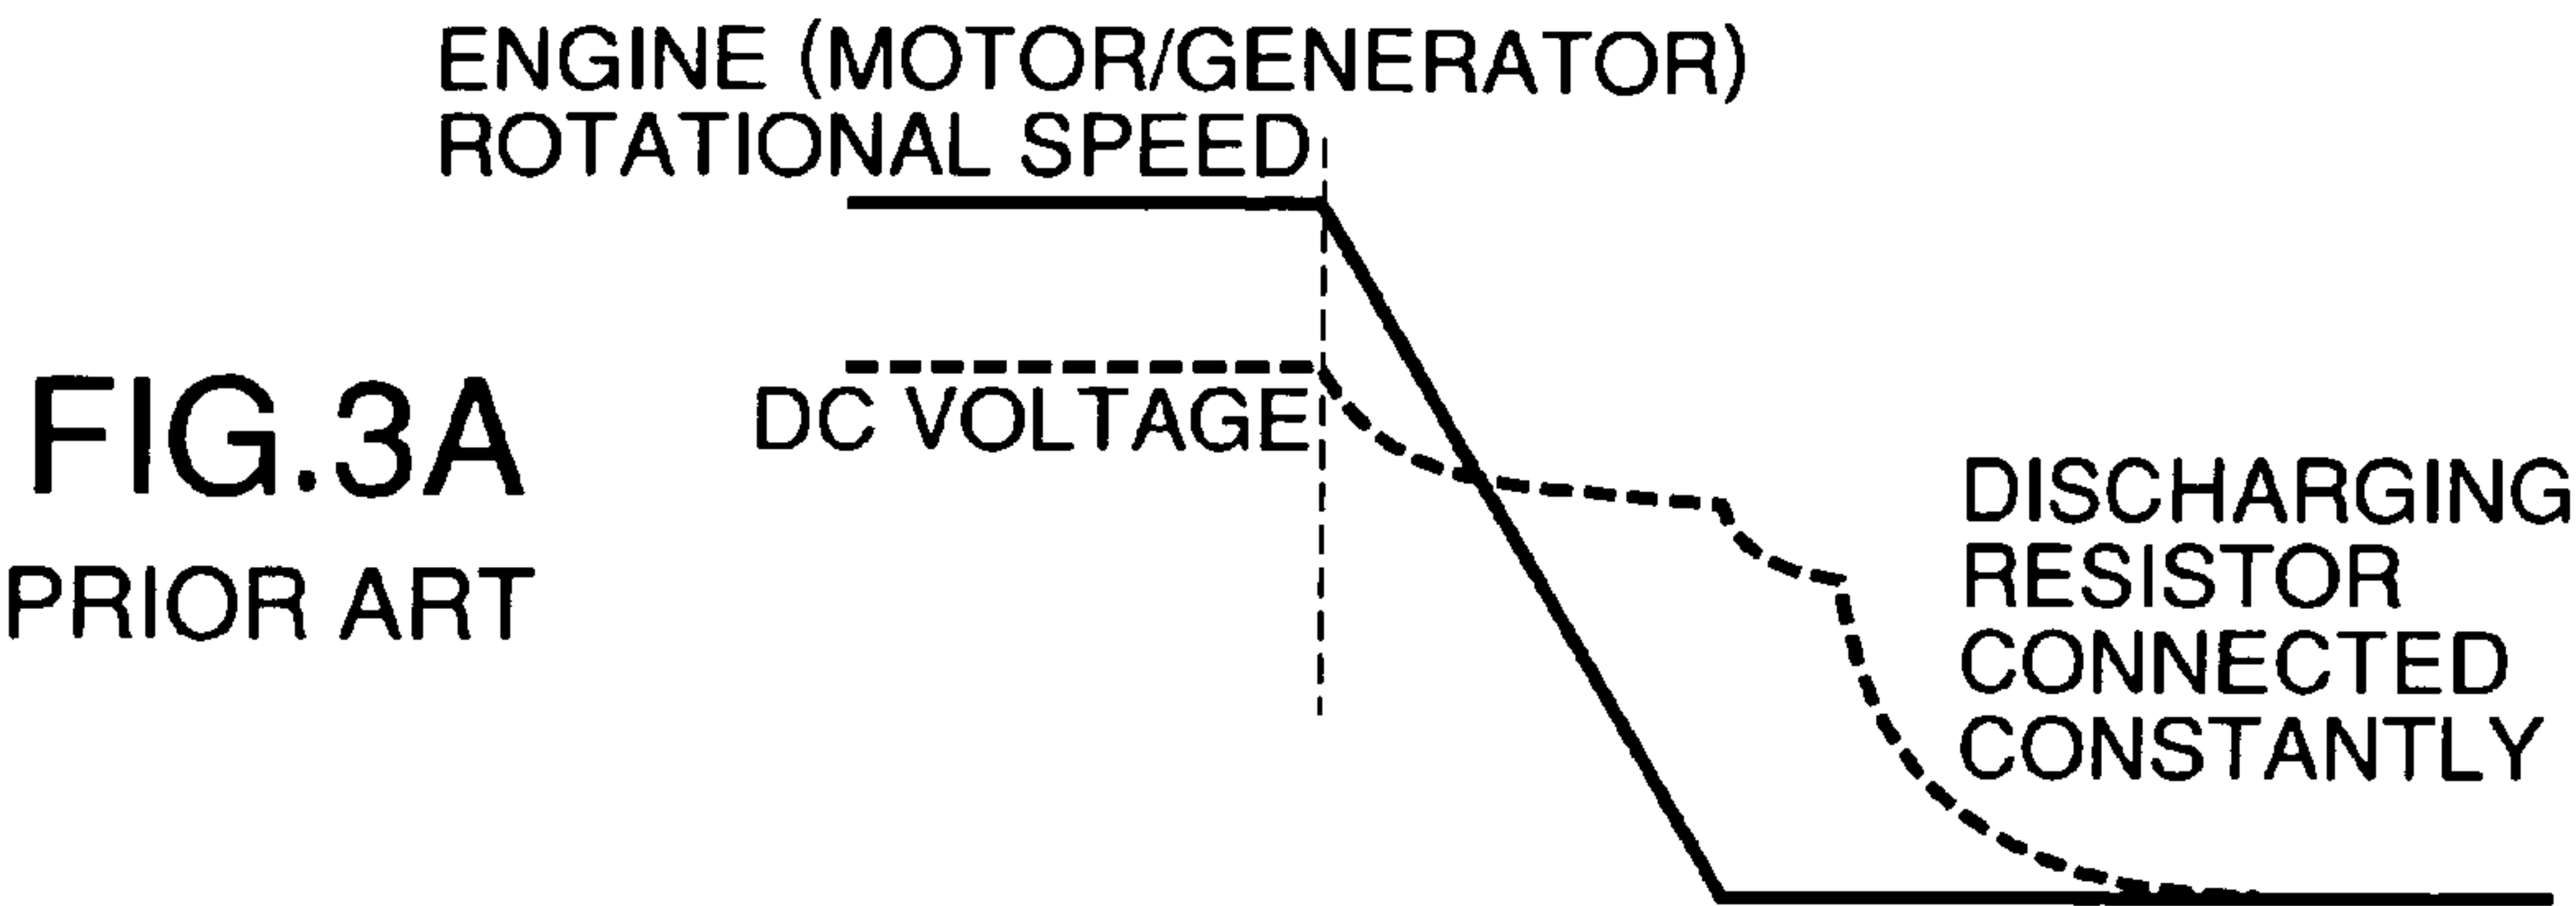 ENGINE (MOTOR/GENERATOR)
ROTATIONAL SPEED
DC VOLTAGE
FIG.3A
PRIOR ART
DISCHARGING
RESISTOR
CONNECTED
CONSTANTLY